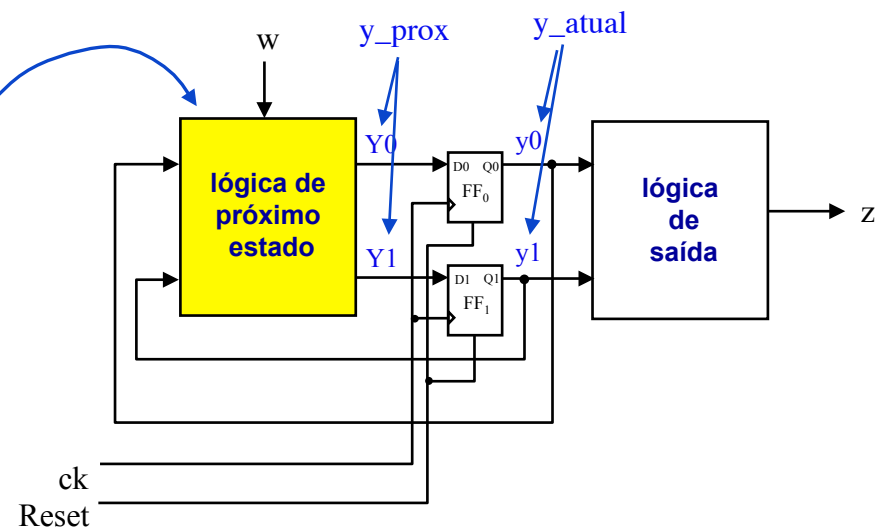 y_prox
y_atual
w
Y0
y0
D0 Q0
FF0
lógica de
próximo
estado
lógica
de
saída
z
Y1
y1
D1 Q1
FF1
ck
Reset